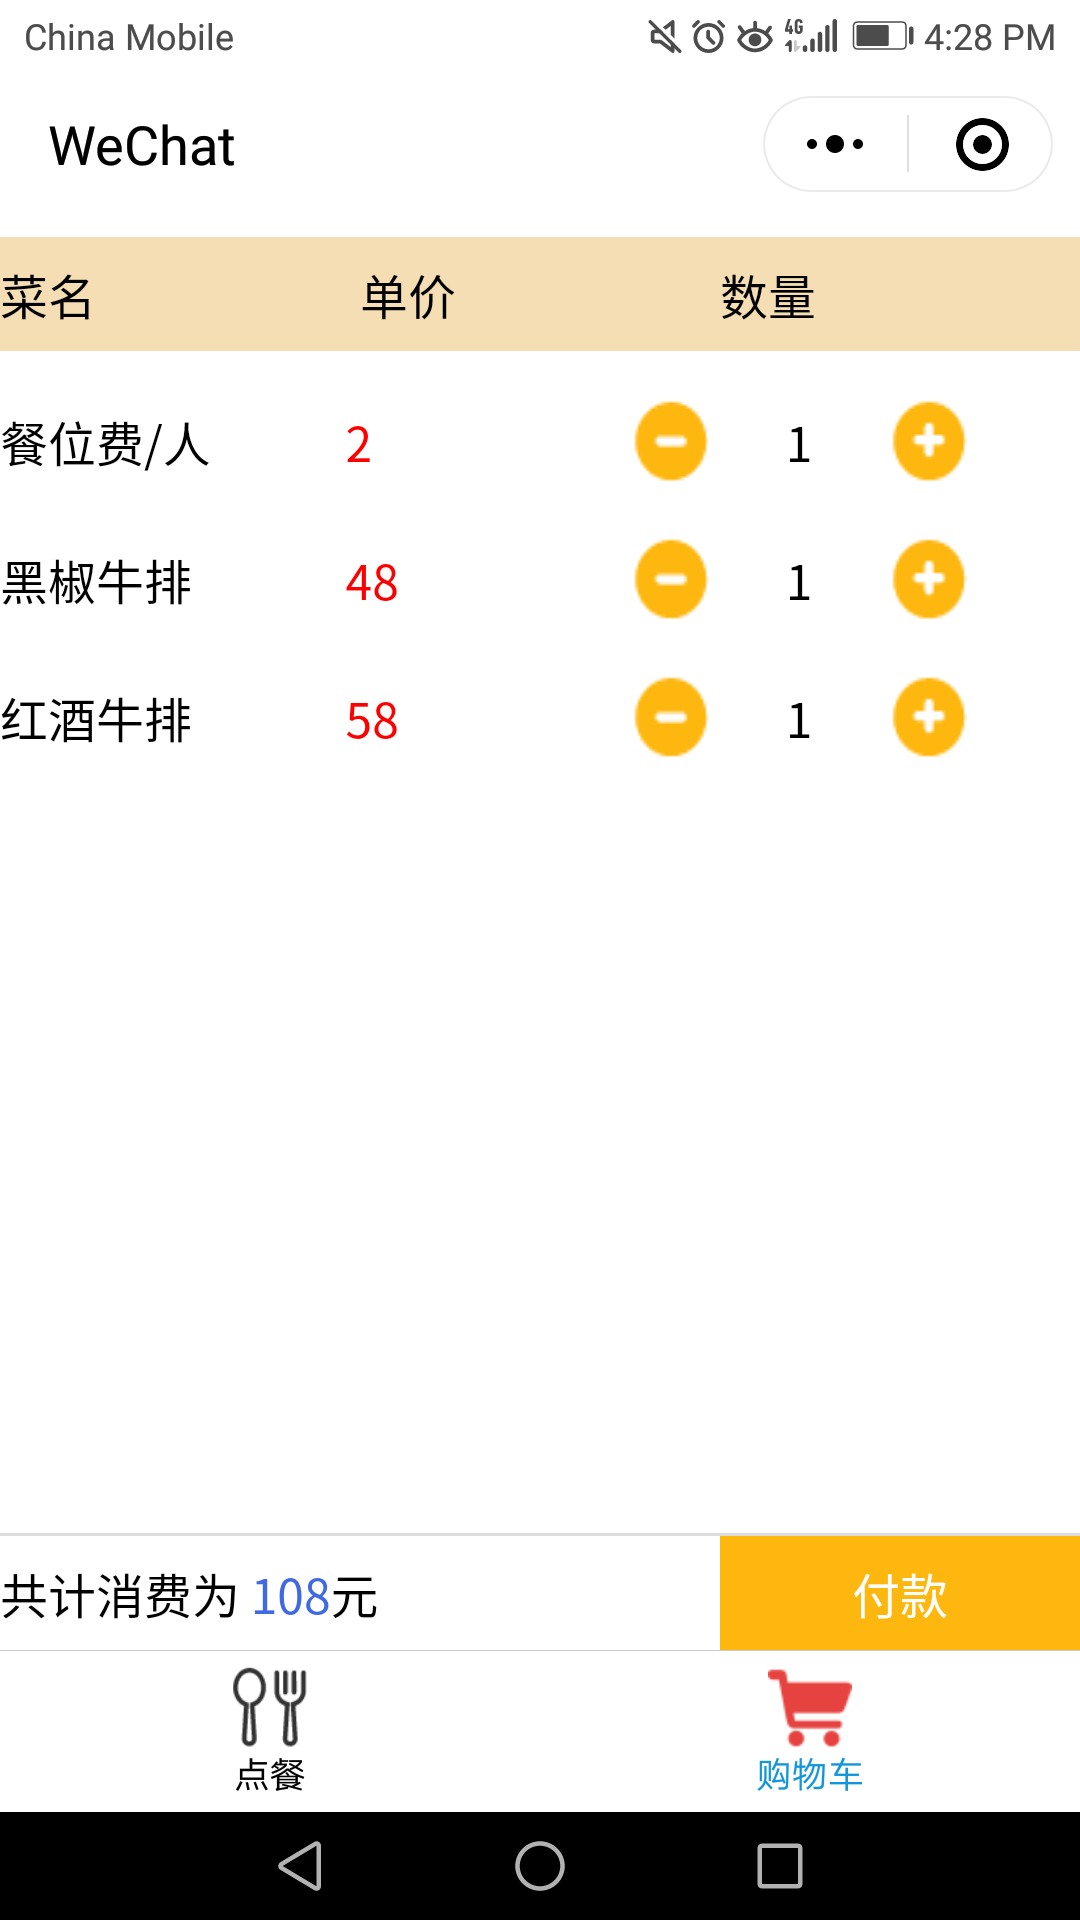 China Mobile 4G 4:28 PM
WeChat
菜名 单价 数量
餐位费/人 2 1
黑椒牛排 48 1
红酒牛排 58 1
共计消费为 108元 付款
点餐 购物车